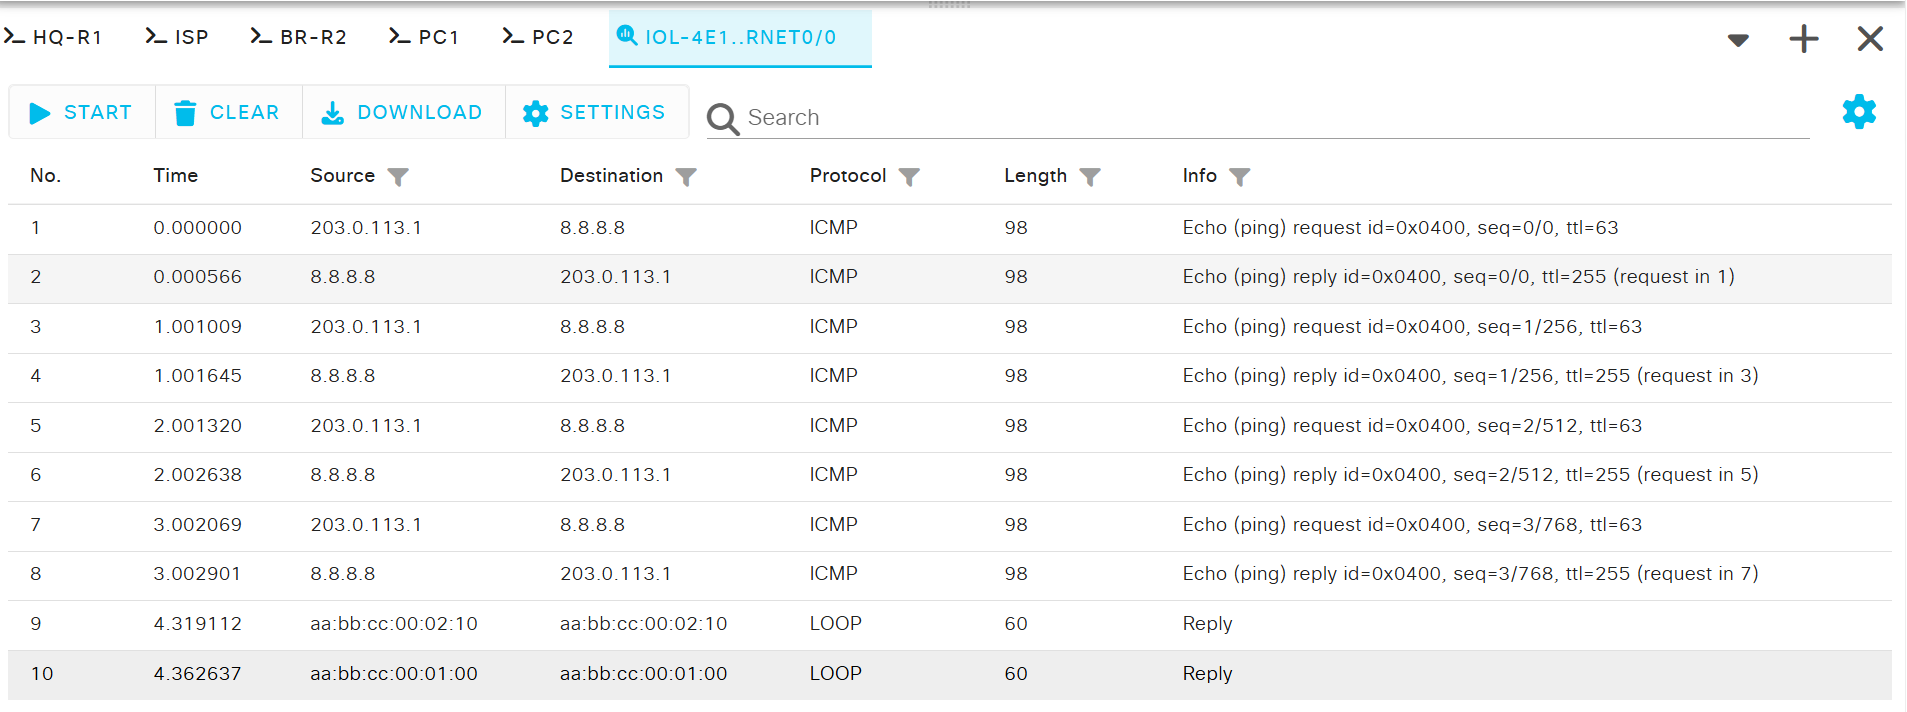 HQ-R1 ISP BR-R2 PC1 PC2 IOL-4E1..RNET0/0
START CLEAR DOWNLOAD SETTINGS Search
No. Time Source Destination Protocol Length Info
1 0.000000 203.0.113.1 8.8.8.8 ICMP 98 Echo (ping) request id=0x0400, seq=0/0, ttl=63
2 0.000566 8.8.8.8 203.0.113.1 ICMP 98 Echo (ping) reply id=0x0400, seq=0/0, ttl=255 (request in 1)
3 1.001009 203.0.113.1 8.8.8.8 ICMP 98 Echo (ping) request id=0x0400, seq=1/256, ttl=63
4 1.001645 8.8.8.8 203.0.113.1 ICMP 98 Echo (ping) reply id=0x0400, seq=1/256, ttl=255 (request in 3)
5 2.001320 203.0.113.1 8.8.8.8 ICMP 98 Echo (ping) request id=0x0400, seq=2/512, ttl=63
6 2.002638 8.8.8.8 203.0.113.1 ICMP 98 Echo (ping) reply id=0x0400, seq=2/512, ttl=255 (request in 5)
7 3.002069 203.0.113.1 8.8.8.8 ICMP 98 Echo (ping) request id=0x0400, seq=3/768, ttl=63
8 3.002901 8.8.8.8 203.0.113.1 ICMP 98 Echo (ping) reply id=0x0400, seq=3/768, ttl=255 (request in 7)
9 4.319112 aa:bb:cc:00:02:10 aa:bb:cc:00:02:10 LOOP 60 Reply
10 4.362637 aa:bb:cc:00:01:00 aa:bb:cc:00:01:00 LOOP 60 Reply